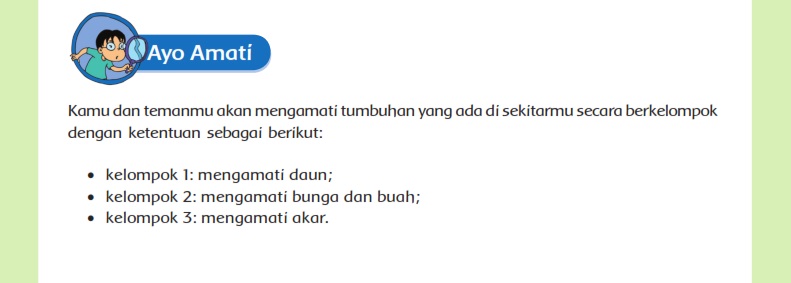 Ayo Amati
Kamu dan temanmu akan mengamati tumbuhan yang ada di sekitarmu secara berkelompok
dengan ketentuan sebagai berikut:
• kelompok 1: mengamati daun;
• kelompok 2: mengamati bunga dan buah;
• kelompok 3: mengamati akar.